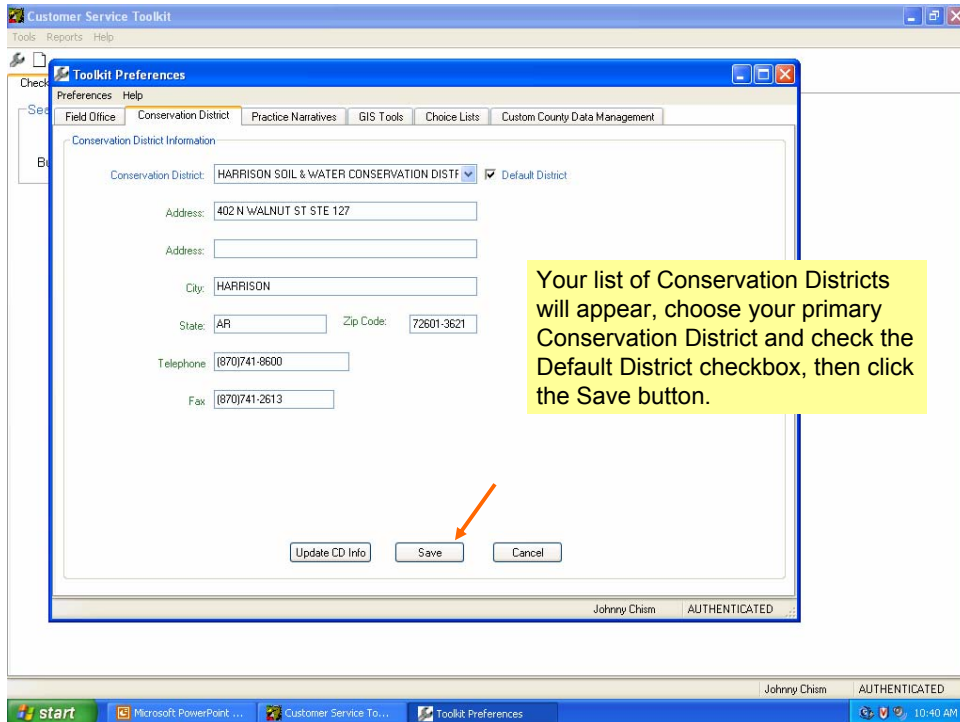 Customer Service Toolkit
Tools Reports Help
Toolkit Preferences
Preferences Help
Field Office Conservation District Practice Narratives GIS Tools Choice Lists Custom County Data Management
Conservation District Information
Conservation District: HARRISON SOIL & WATER CONSERVATION DISTF Default District
Address: 402 N WALNUT ST STE 127
Address:
City: HARRISON
State: AR Zip Code: 72601-3621
Telephone (870)741-8600
Fax (870)741-2613
Your list of Conservation Districts
will appear, choose your primary
Conservation District and check the
Default District checkbox, then click
the Save button.
Update CD Info Save Cancel
Johnny Chism AUTHENTICATED
Johnny Chism AUTHENTICATED
start Microsoft PowerPoint ... Customer Service To... Toolkit Preferences 10:40 AM